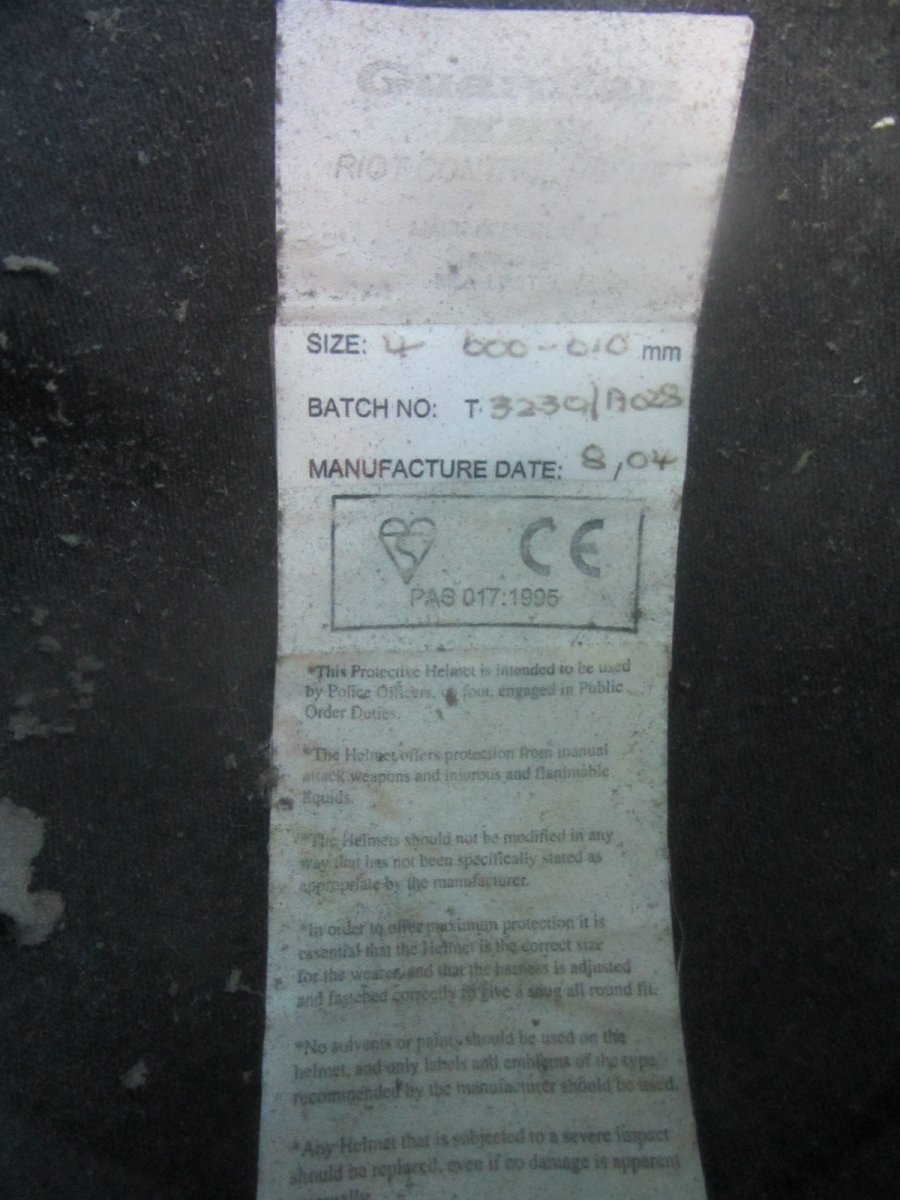 Guardian
RIOT CONTROL HELMET
SIZE: 4 600-610 mm
BATCH NO: T. 3230/A028
MANUFACTURE DATE: 8,04
CE
PAS 017:1995
*This Protective Helmet is intended to be used
by Police Officers, on foot, engaged in Public
Order Duties.
*The Helmet offers protection from manual
attack weapons and injurous and flammable
liquids.
*The Helmets should not be modified in any
way that has not been specifically stated as
appropriate by the manufacturer.
*In order to offer maximum protection it is
essential that the Helmet is the correct size
for the wearer, and that the harness is adjusted
and fastened correctly to give a snug all round fit.
*No solvants or paints should be used on the
helmet, and only labels and emblems of the type
recommended by the manufacturer should be used.
*Any Helmet that is subjected to a severe impact
should be replaced, even if no damage is apparent